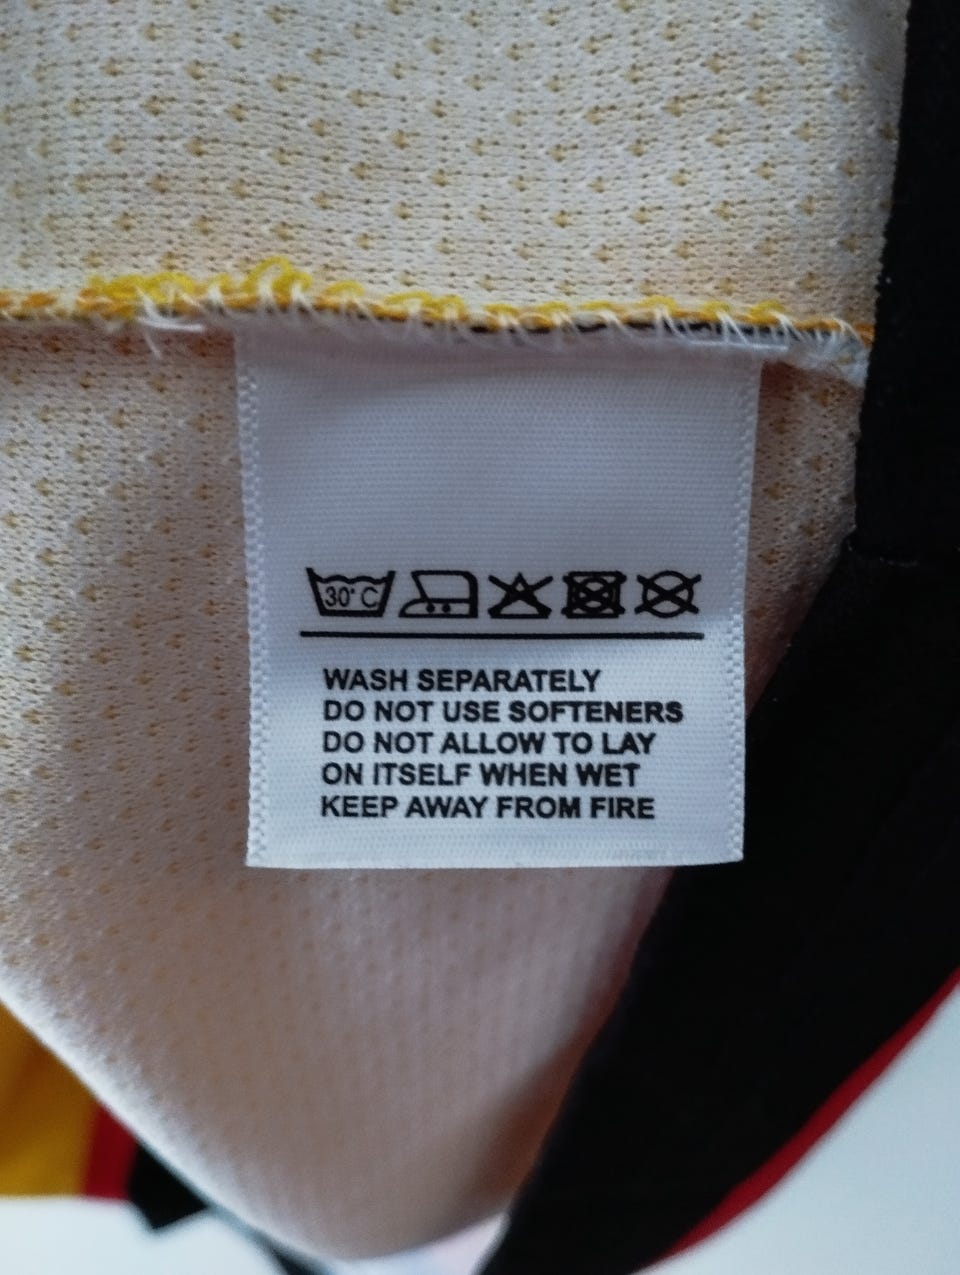 30° C
WASH SEPARATELY
DO NOT USE SOFTENERS
DO NOT ALLOW TO LAY
ON ITSELF WHEN WET
KEEP AWAY FROM FIRE